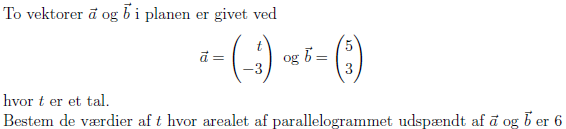 To vektorer $\vec{a}$ og $\vec{b}$ i planen er givet ved
$\vec{a} = \begin{pmatrix} t \\ -3 \end{pmatrix}$ og $\vec{b} = \begin{pmatrix} 5 \\ 3 \end{pmatrix}$
hvor $t$ er et tal.
Bestem de værdier af $t$ hvor arealet af parallelogrammet udspændt af $\vec{a}$ og $\vec{b}$ er 6